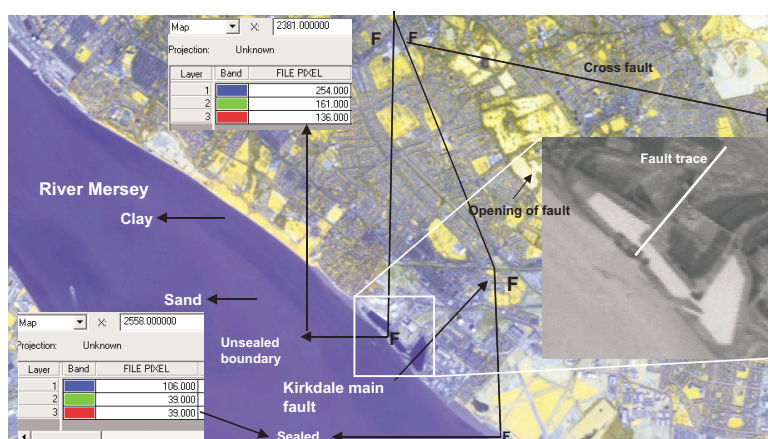 Map X: 2381.000000
Projection: Unknown
Layer Band FILE PIXEL
1 254.000
2 161.000
3 136.000
F
F
Cross fault
Fault trace
River Mersey
Clay
Opening of fault
Sand
F
Unsealed
boundary
F
Kirkdale main
fault
Map X: 2558.000000
Projection: Unknown
Layer Band FILE PIXEL
1 106.000
2 39.000
3 39.000
Sealed
F